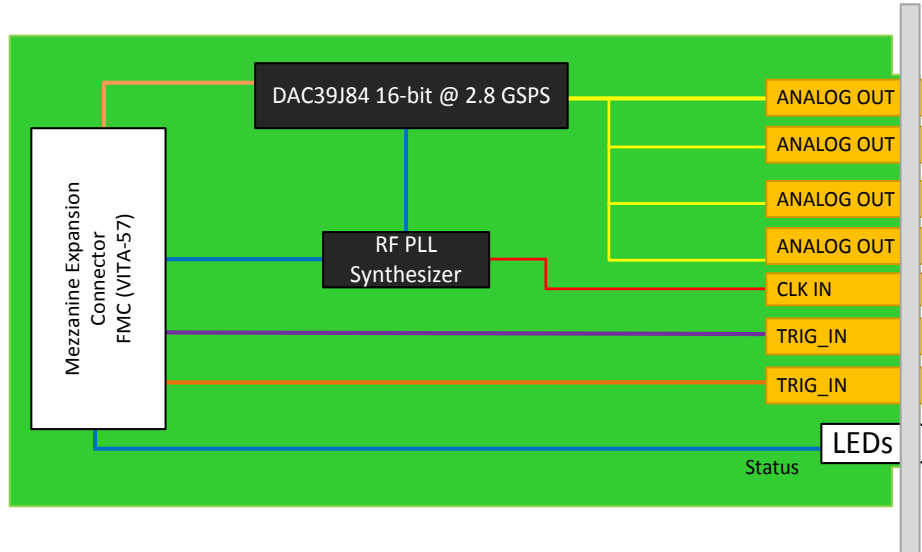 DAC39J84 16-bit @ 2.8 GSPS
ANALOG OUT
ANALOG OUT
ANALOG OUT
ANALOG OUT
Mezzanine Expansion
Connector
FMC (VITA-57)
RF PLL
Synthesizer
CLK IN
TRIG_IN
TRIG_IN
LEDs
Status